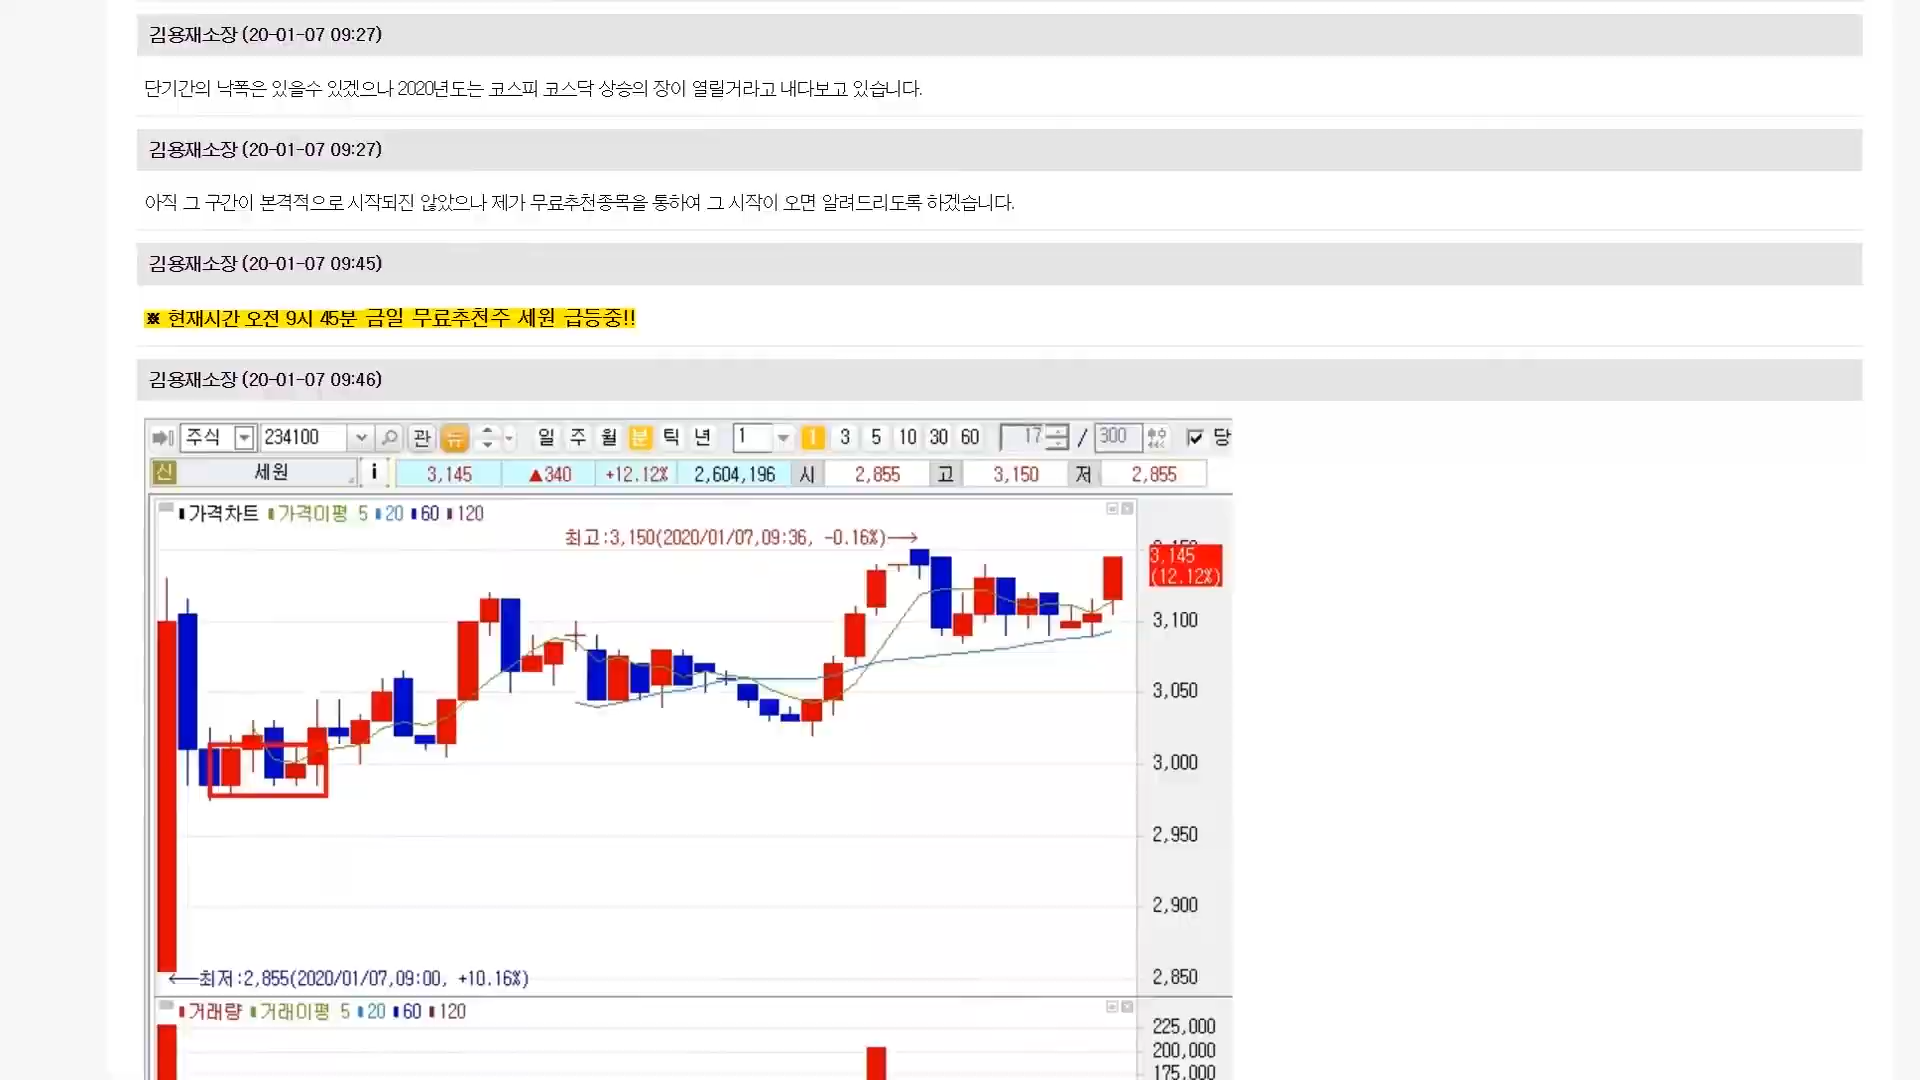 김용재소장 (20-01-07 09:27)
단기간의 낙폭은 있을수 있겠으나 2020년도는 코스피 코스닥 상승의 장이 열릴거라고 내다보고 있습니다.
김용재소장 (20-01-07 09:27)
아직 그 구간이 본격적으로 시작되진 않았으나 제가 무료추천종목을 통하여 그 시작이 오면 알려드리도록 하겠습니다.
김용재소장 (20-01-07 09:45)
※ 현재시간 오전 9시 45분 금일 무료추천주 세원 급등중!!
김용재소장 (20-01-07 09:46)
주식 234100 관 뉴 일 주 월 분 틱 년 1 1 3 5 10 30 60 17 / 300 당
신 세원 i 3,145 ▲340 +12.12% 2,604,196 시 2,855 고 3,150 저 2,855
가격차트 가격이평 5 20 60 120
최고:3,150(2020/01/07,09:36, -0.16%)→
3,145
(12.12%)
3,100
3,050
3,000
2,950
2,900
←최저:2,855(2020/01/07,09:00, +10.16%)
2,850
거래량 거래이평 5 20 60 120
225,000
200,000
175,000